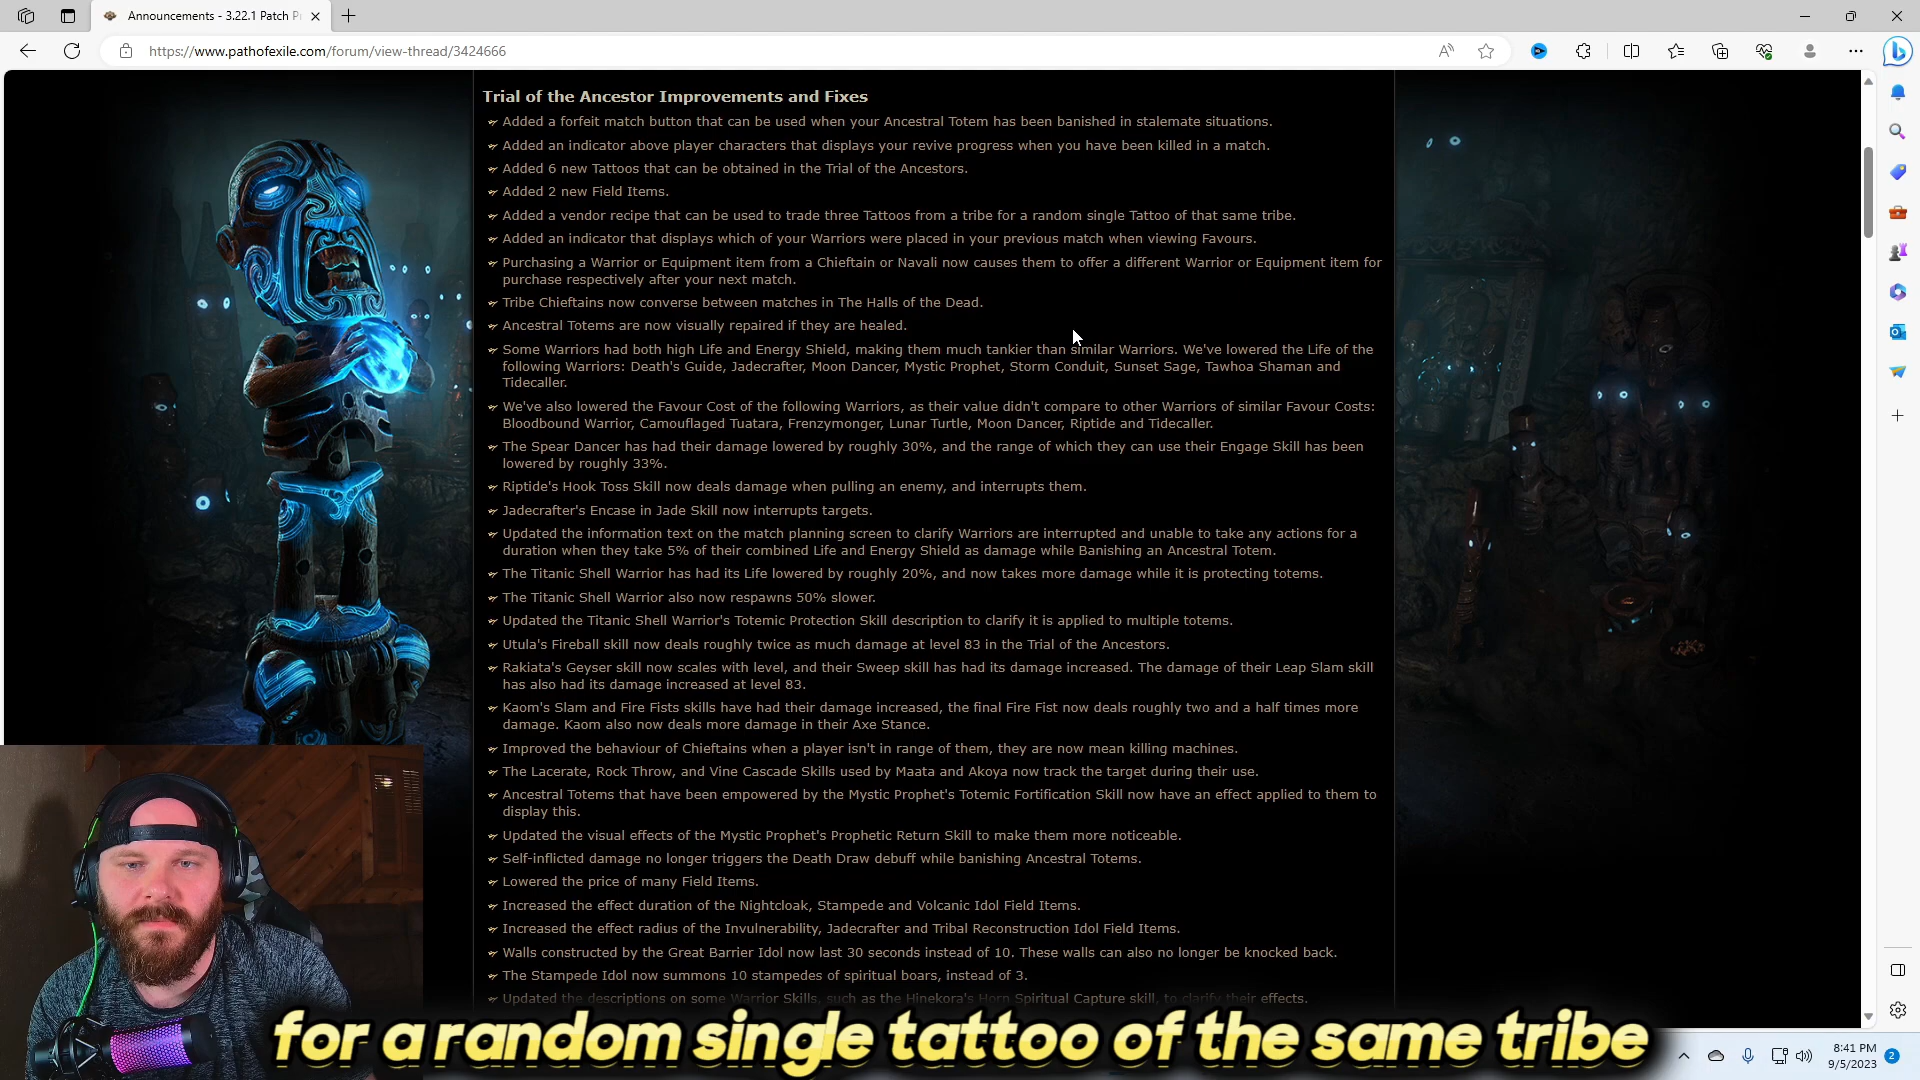 Announcements - 3.22.1 Patch P
https://www.pathofexile.com/forum/view-thread/3424666
Trial of the Ancestor Improvements and Fixes
Added a forfeit match button that can be used when your Ancestral Totem has been banished in stalemate situations.
Added an indicator above player characters that displays your revive progress when you have been killed in a match.
Added 6 new Tattoos that can be obtained in the Trial of the Ancestors.
Added 2 new Field Items.
Added a vendor recipe that can be used to trade three Tattoos from a tribe for a random single Tattoo of that same tribe.
Added an indicator that displays which of your Warriors were placed in your previous match when viewing Favours.
Purchasing a Warrior or Equipment item from a Chieftain or Navali now causes them to offer a different Warrior or Equipment item for
purchase respectively after your next match.
Tribe Chieftains now converse between matches in The Halls of the Dead.
Ancestral Totems are now visually repaired if they are healed.
Some Warriors had both high Life and Energy Shield, making them much tankier than similar Warriors. We've lowered the Life of the
following Warriors: Death's Guide, Jadecrafter, Moon Dancer, Mystic Prophet, Storm Conduit, Sunset Sage, Tawhoa Shaman and
Tidecaller.
We've also lowered the Favour Cost of the following Warriors, as their value didn't compare to other Warriors of similar Favour Costs:
Bloodbound Warrior, Camouflaged Tuatara, Frenzymonger, Lunar Turtle, Moon Dancer, Riptide and Tidecaller.
The Spear Dancer has had their damage lowered by roughly 30%, and the range of which they can use their Engage Skill has been
lowered by roughly 33%.
Riptide's Hook Toss Skill now deals damage when pulling an enemy, and interrupts them.
Jadecrafter's Encase in Jade Skill now interrupts targets.
Updated the information text on the match planning screen to clarify Warriors are interrupted and unable to take any actions for a
duration when they take 5% of their combined Life and Energy Shield as damage while Banishing an Ancestral Totem.
The Titanic Shell Warrior has had its Life lowered by roughly 20%, and now takes more damage while it is protecting totems.
The Titanic Shell Warrior also now respawns 50% slower.
Updated the Titanic Shell Warrior's Totemic Protection Skill description to clarify it is applied to multiple totems.
Utula's Fireball skill now deals roughly twice as much damage at level 83 in the Trial of the Ancestors.
Rakiata's Geyser skill now scales with level, and their Sweep skill has had its damage increased. The damage of their Leap Slam skill
has also had its damage increased at level 83.
Kaom's Slam and Fire Fists skills have had their damage increased, the final Fire Fist now deals roughly two and a half times more
damage. Kaom also now deals more damage in their Axe Stance.
Improved the behaviour of Chieftains when a player isn't in range of them, they are now mean killing machines.
The Lacerate, Rock Throw, and Vine Cascade Skills used by Maata and Akoya now track the target during their use.
Ancestral Totems that have been empowered by the Mystic Prophet's Totemic Fortification Skill now have an effect applied to them to
display this.
Updated the visual effects of the Mystic Prophet's Prophetic Return Skill to make them more noticeable.
Self-inflicted damage no longer triggers the Death Draw debuff while banishing Ancestral Totems.
Lowered the price of many Field Items.
Increased the effect duration of the Nightcloak, Stampede and Volcanic Idol Field Items.
Increased the effect radius of the Invulnerability, Jadecrafter and Tribal Reconstruction Idol Field Items.
Walls constructed by the Great Barrier Idol now last 30 seconds instead of 10. These walls can also no longer be knocked back.
The Stampede Idol now summons 10 stampedes of spiritual boars, instead of 3.
Updated the descriptions on some Warrior Skills, such as the Hinekora's Horn Spiritual Capture skill, to clarify their effects.
for a random single tattoo of the same tribe
8:41 PM
9/5/2023
2